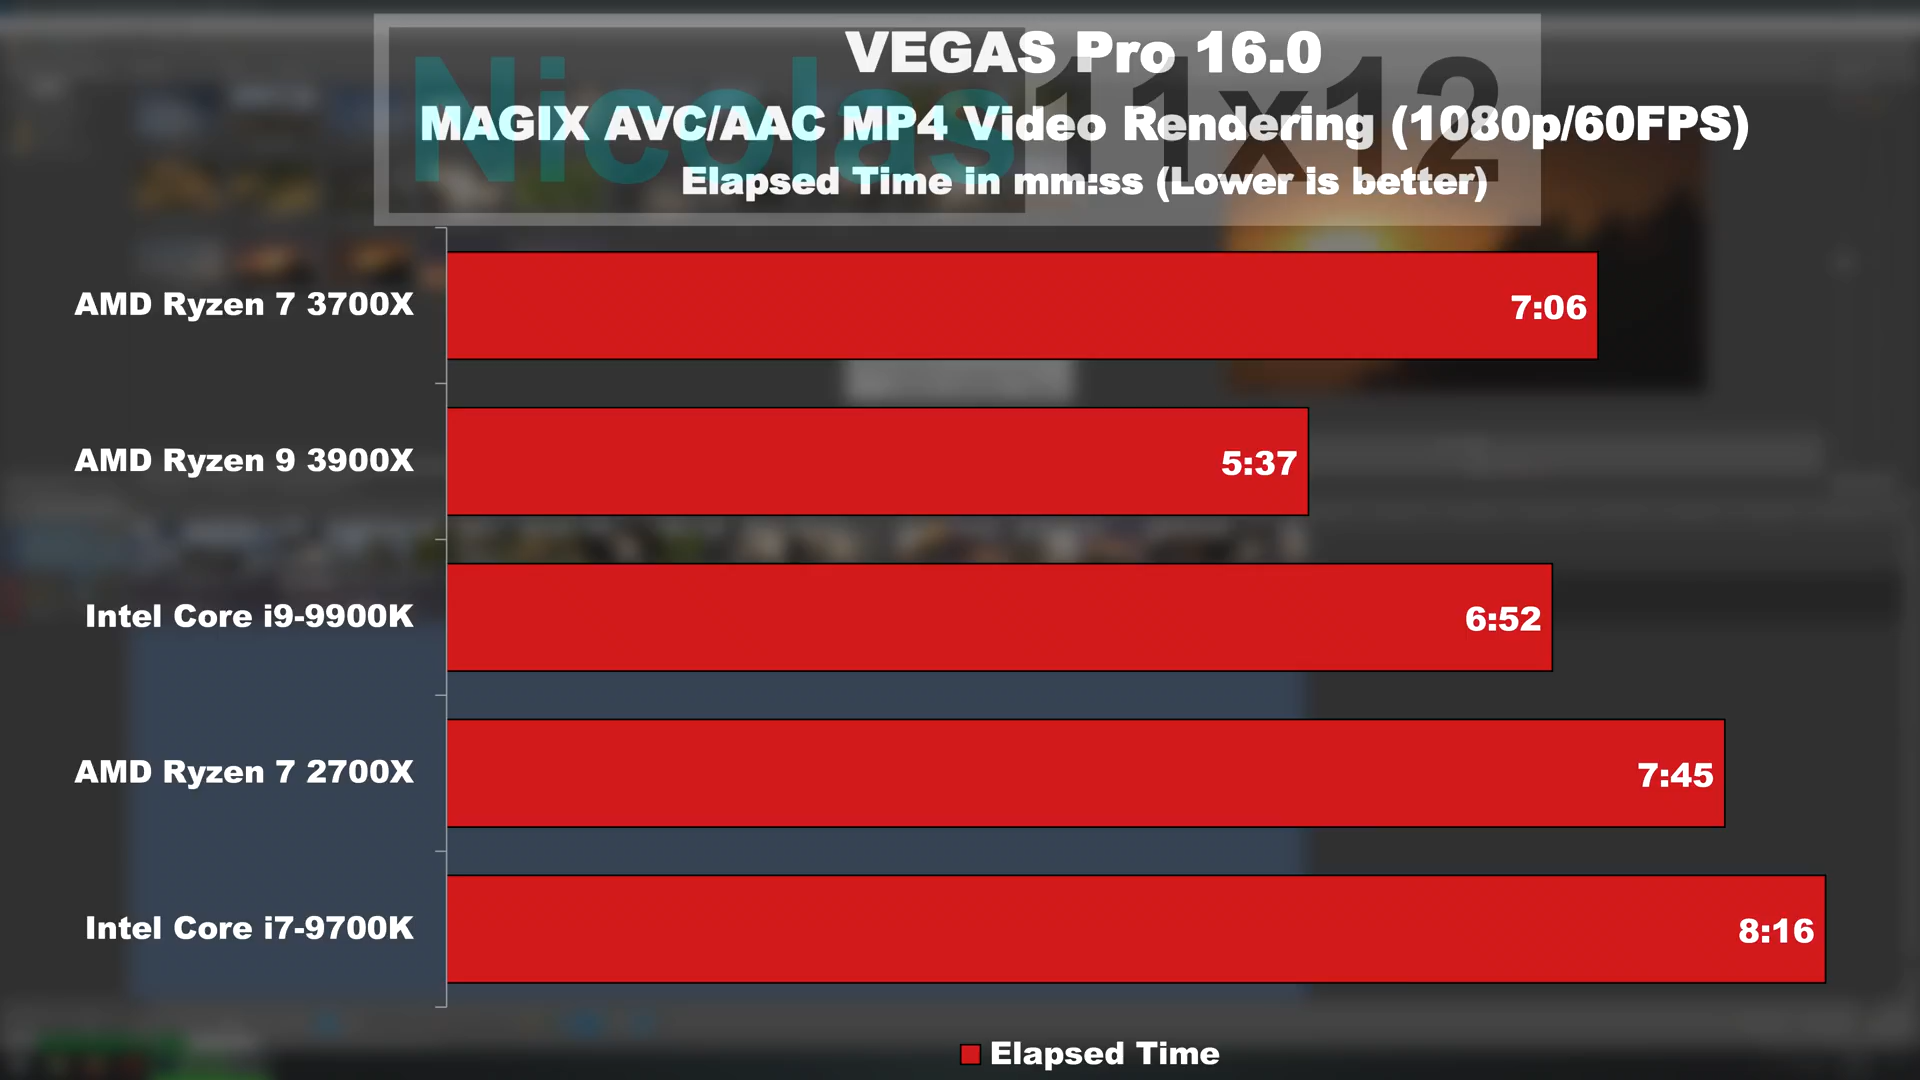 VEGAS Pro 16.0
Nicolas11x12
MAGIX AVC/AAC MP4 Video Rendering (1080p/60FPS)
Elapsed Time in mm:ss (Lower is better)
AMD Ryzen 7 3700X
7:06
AMD Ryzen 9 3900X
5:37
Intel Core i9-9900K
6:52
AMD Ryzen 7 2700X
7:45
Intel Core i7-9700K
8:16
Elapsed Time